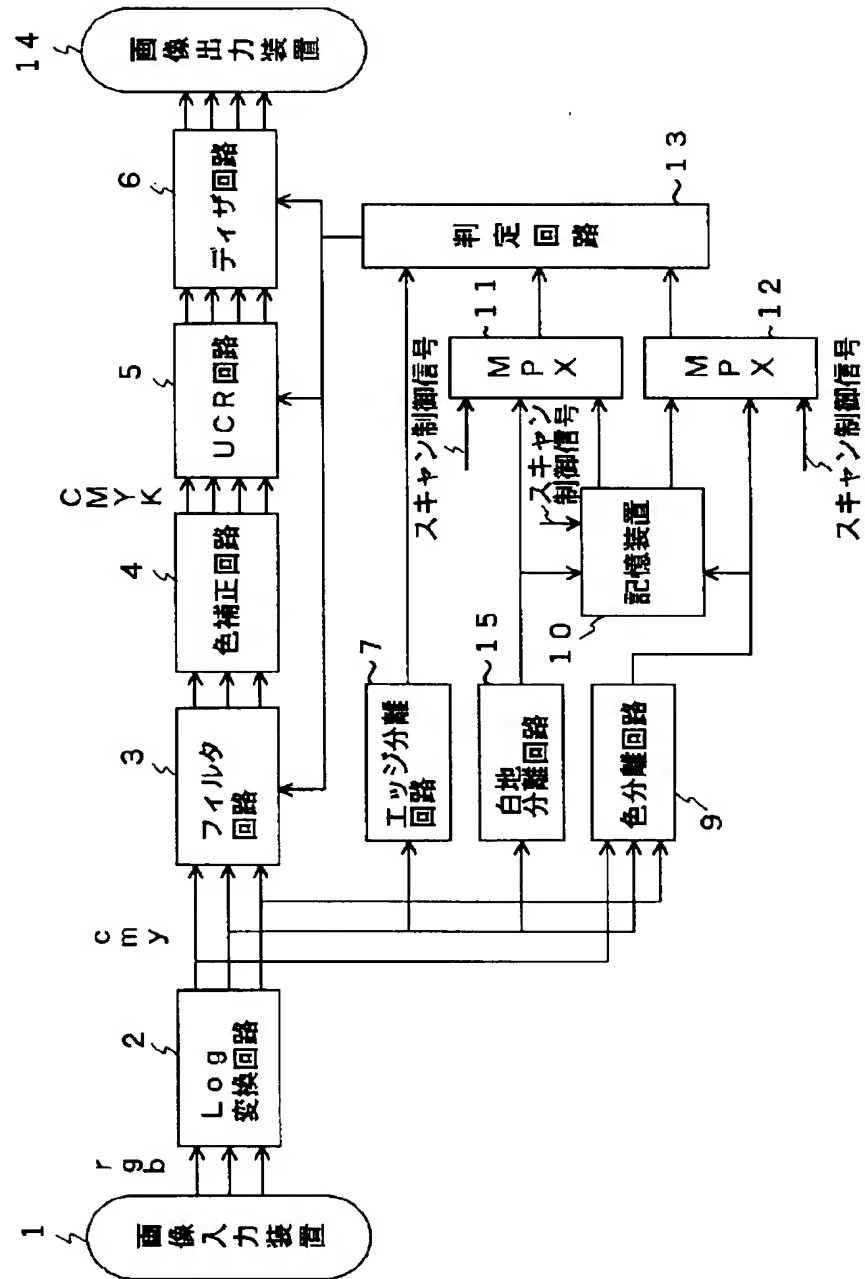 1
画像入力装置
r
g
b
2
Log
変換回路
c
m
y
3
フィルタ
回路
4
色補正回路
C
M
Y
K
5
UCR回路
6
ディザ回路
14
画像出力装置
7
エッジ分離
回路
15
白地
分離回路
色分離回路
9
10
記憶装置
スキャン
制御信号
スキャン制御信号
11
MPX
12
MPX
スキャン制御信号
13
判定回路